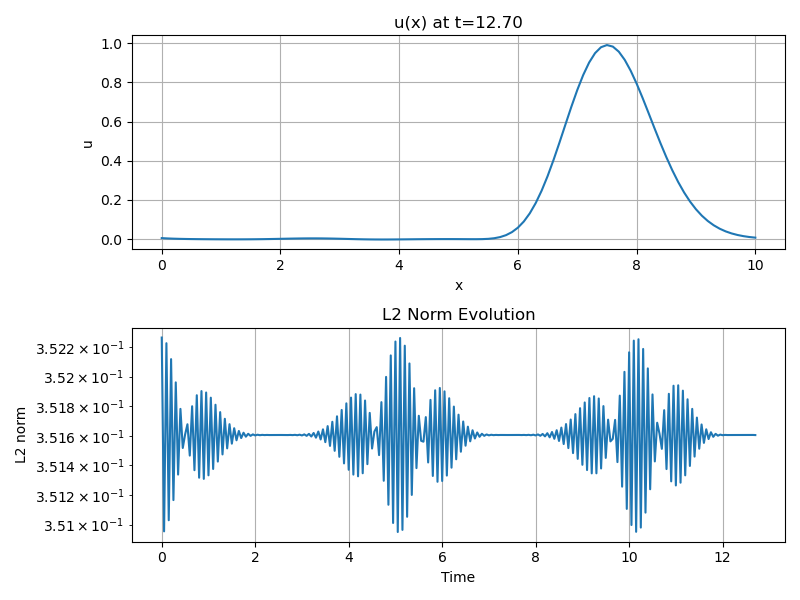 u(x) at t=12.70
1.0
0.8
0.6
0.4
0.2
0.0
u
0 2 4 6 8 10
x
L2 Norm Evolution
3.522 × 10⁻¹
3.52 × 10⁻¹
3.518 × 10⁻¹
3.516 × 10⁻¹
3.514 × 10⁻¹
3.512 × 10⁻¹
3.51 × 10⁻¹
L2 norm
0 2 4 6 8 10 12
Time